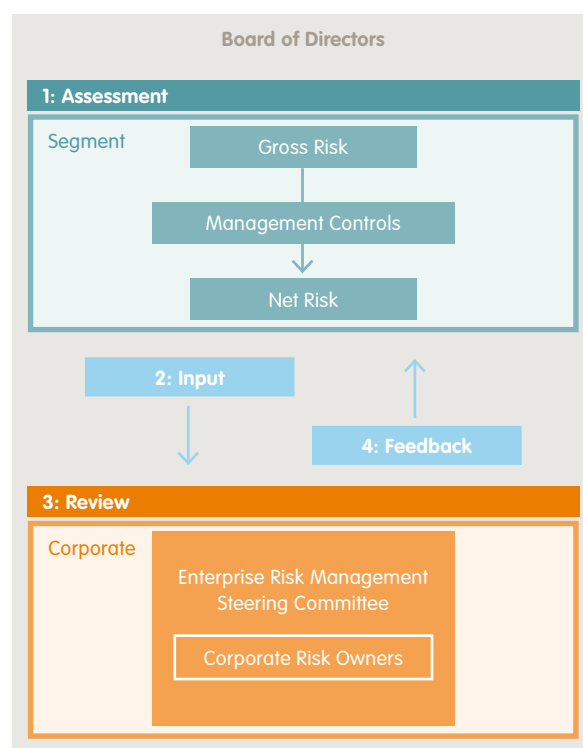 Board of Directors
1: Assessment
Segment
Gross Risk
Management Controls
Net Risk
2: Input
4: Feedback
3: Review
Corporate
Enterprise Risk Management
Steering Committee
Corporate Risk Owners